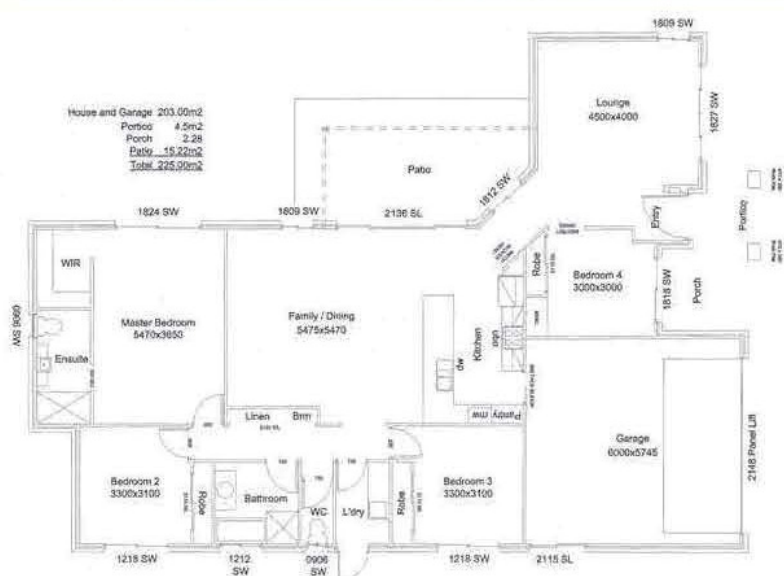 1809 SW
Lounge
4500x4000
1827 SW
House and Garage 203.00m2
Portico 4.5m2
Porch 2.28
Patio 15.22m2
Total 225.00m2
Patio
1812 SW
Entry
Portico
1824 SW
1809 SW
2136 SL
WIR
Robe
Bedroom 4
3000x3000
1818 SW
Porch
0906 SW
Master Bedroom
5470x3650
Family / Dining
5475x5470
Kitchen
dw
Ensuite
Linen
Brm
Pantry
mw
Garage
6000x5745
2148 Panel Lift
Bedroom 2
3300x3100
Robe
Bathroom
WC
L'dry
Robe
Bedroom 3
3300x3100
1218 SW
1212 SW
0906 SW
1218 SW
2115 SL